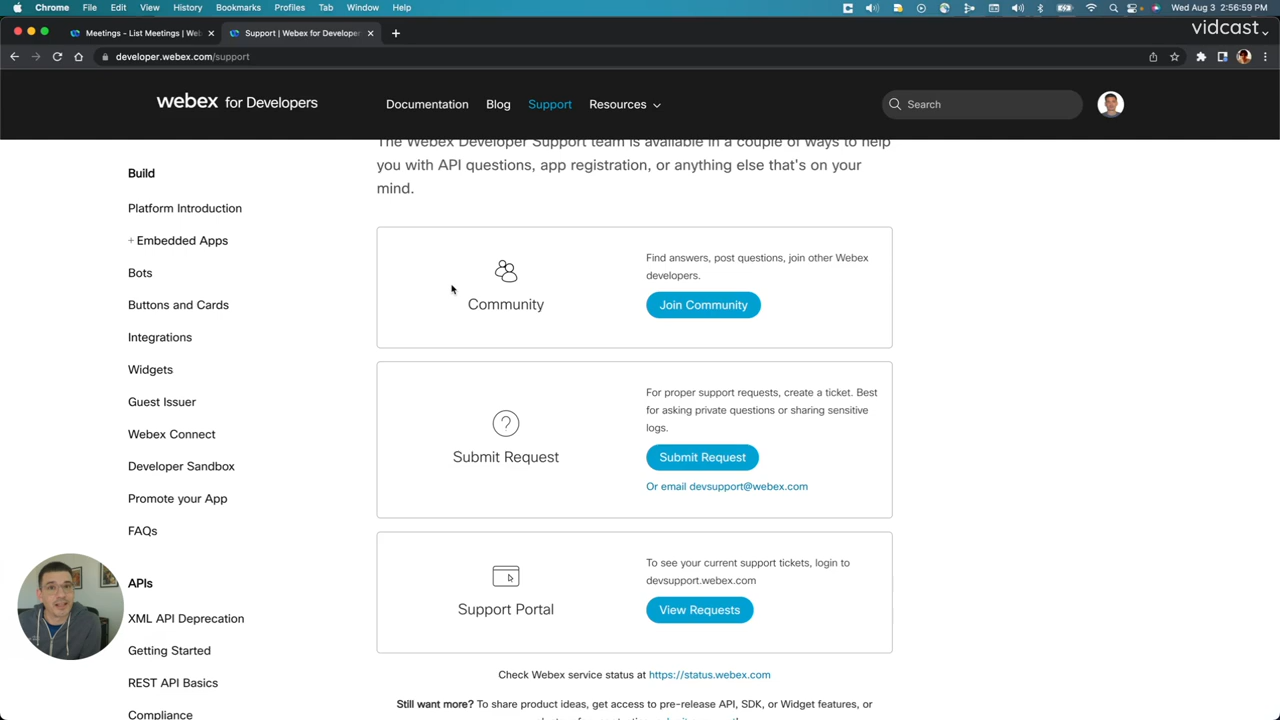 Chrome File Edit View History Bookmarks Profiles Tab Window Help Wed Aug 3 2:56:59 PM
Meetings - List Meetings | Web Support | Webex for Developer
vidcast
developer.webex.com/support
webex for Developers Documentation Blog Support Resources Search
The Webex Developer Support team is available in a couple of ways to help
you with API questions, app registration, or anything else that's on your
mind.
Build
Platform Introduction
+ Embedded Apps
Bots
Buttons and Cards
Integrations
Widgets
Guest Issuer
Webex Connect
Developer Sandbox
Promote your App
FAQs
APIs
XML API Deprecation
Getting Started
REST API Basics
Compliance
Community
Find answers, post questions, join other Webex
developers.
Join Community
Submit Request
For proper support requests, create a ticket. Best
for asking private questions or sharing sensitive
logs.
Submit Request
Or email devsupport@webex.com
Support Portal
To see your current support tickets, login to
devsupport.webex.com
View Requests
Check Webex service status at https://status.webex.com
Still want more? To share product ideas, get access to pre-release API, SDK, or Widget features, or